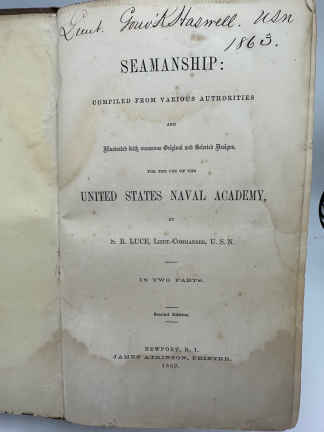 Lieut. Gouv. K. Haswell. USN
1863.
SEAMANSHIP:
COMPILED FROM VARIOUS AUTHORITIES
AND
Illustrated with numerous Original and Selected Designs,
FOR THE USE OF THE
UNITED STATES NAVAL ACADEMY,
BY
S. B. LUCE, LIEUT.-COMMANDER, U. S. N.
IN TWO PARTS.
Second Edition.
NEWPORT, R. I.
JAMES ATKINSON, PRINTER.